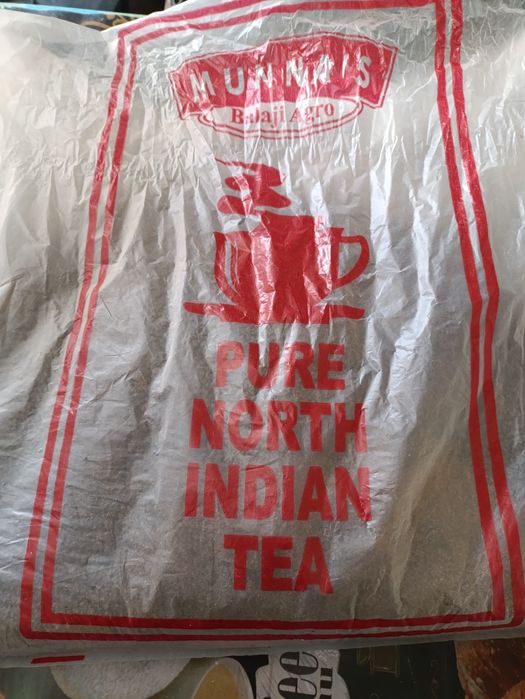 MUNNA'S
Balaji Agro
PURE
NORTH
INDIAN
TEA